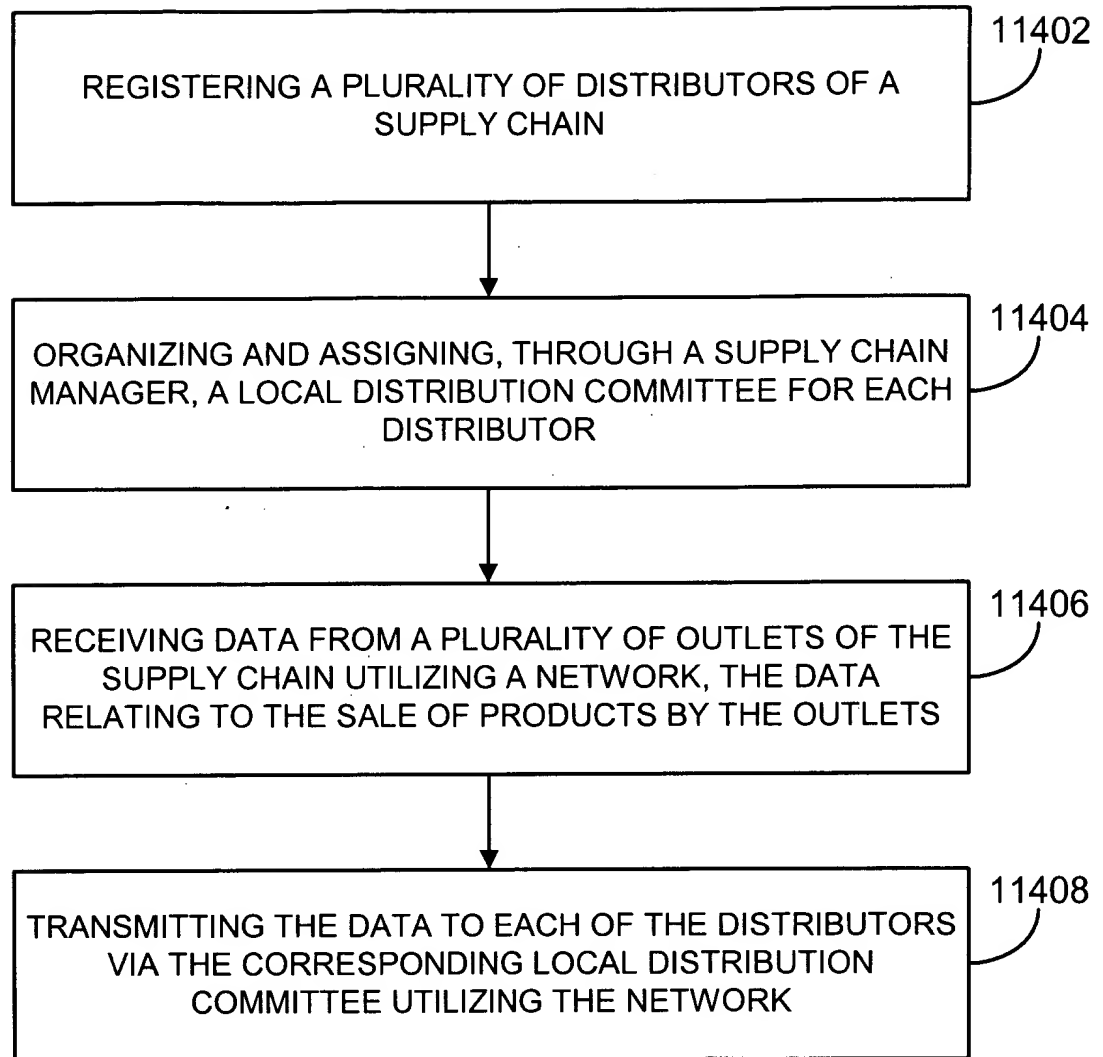 11402
REGISTERING A PLURALITY OF DISTRIBUTORS OF A
SUPPLY CHAIN
11404
ORGANIZING AND ASSIGNING, THROUGH A SUPPLY CHAIN
MANAGER, A LOCAL DISTRIBUTION COMMITTEE FOR EACH
DISTRIBUTOR
11406
RECEIVING DATA FROM A PLURALITY OF OUTLETS OF THE
SUPPLY CHAIN UTILIZING A NETWORK, THE DATA
RELATING TO THE SALE OF PRODUCTS BY THE OUTLETS
11408
TRANSMITTING THE DATA TO EACH OF THE DISTRIBUTORS
VIA THE CORRESPONDING LOCAL DISTRIBUTION
COMMITTEE UTILIZING THE NETWORK